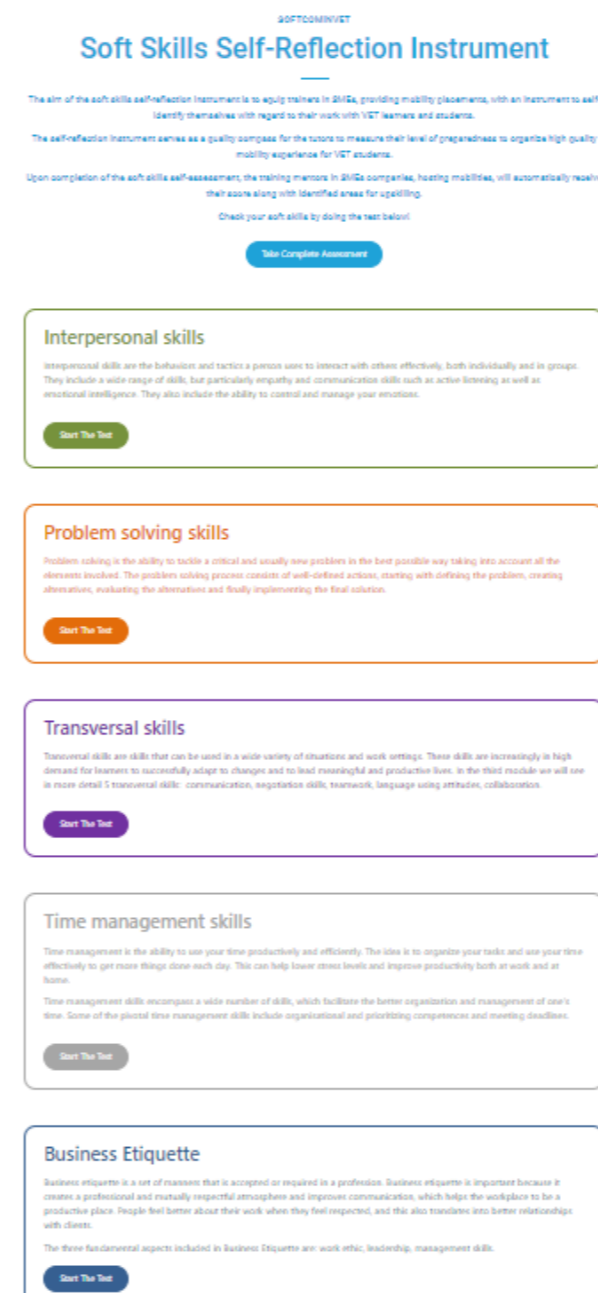 SOFTCOMINVET
Soft Skills Self-Reflection Instrument
The aim of the soft skills self-reflection instrument is to equip trainers in SMEs, providing mobility placements, with an instrument to self-
identify themselves with regard to their work with VET learners and students.
The self-reflection instrument serves as a quality compass for the tutors to measure their level of preparedness to organize high quality
mobility experience for VET students.
Upon completion of the soft skills self-assessment, the training mentors in SMEs companies, hosting mobilities, will automatically receiv
their score along with identified areas for upskilling.
Check your soft skills by doing the test below!
Take Complete Assessment
Interpersonal skills
Interpersonal skills are the behaviors and tactics a person uses to interact with others effectively, both individually and in groups.
They include a wide range of skills, but particularly empathy and communication skills such as active listening as well as
emotional intelligence. They also include the ability to control and manage your emotions.
Start The Test
Problem solving skills
Problem solving is the ability to tackle a critical and usually new problem in the best possible way taking into account all the
elements involved. The problem solving process consists of well-defined actions, starting with defining the problem, creating
alternatives, evaluating the alternatives and finally implementing the final solution.
Start The Test
Transversal skills
Transversal skills are skills that can be used in a wide variety of situations and work settings. These skills are increasingly in high
demand for learners to successfully adapt to changes and to lead meaningful and productive lives. In the third module we will see
in more detail 5 transversal skills: communication, negotiation skills, teamwork, language using attitudes, collaboration.
Start The Test
Time management skills
Time management is the ability to use your time productively and efficiently. The idea is to organize your tasks and use your time
effectively to get more things done each day. This can help lower stress levels and improve productivity both at work and at
home.
Time management skills encompass a wide number of skills, which facilitate the better organization and management of one's
time. Some of the pivotal time management skills include organisational and prioritizing competences and meeting deadlines.
Start The Test
Business Etiquette
Business etiquette is a set of manners that is accepted or required in a profession. Business etiquette is important because it
creates a professional and mutually respectful atmosphere and improves communication, which helps the workplace to be a
productive place. People feel better about their work when they feel respected, and this also translates into better relationships
with clients.
The three fundamental aspects included in Business Etiquette are: work ethic, leadership, management skills.
Start The Test